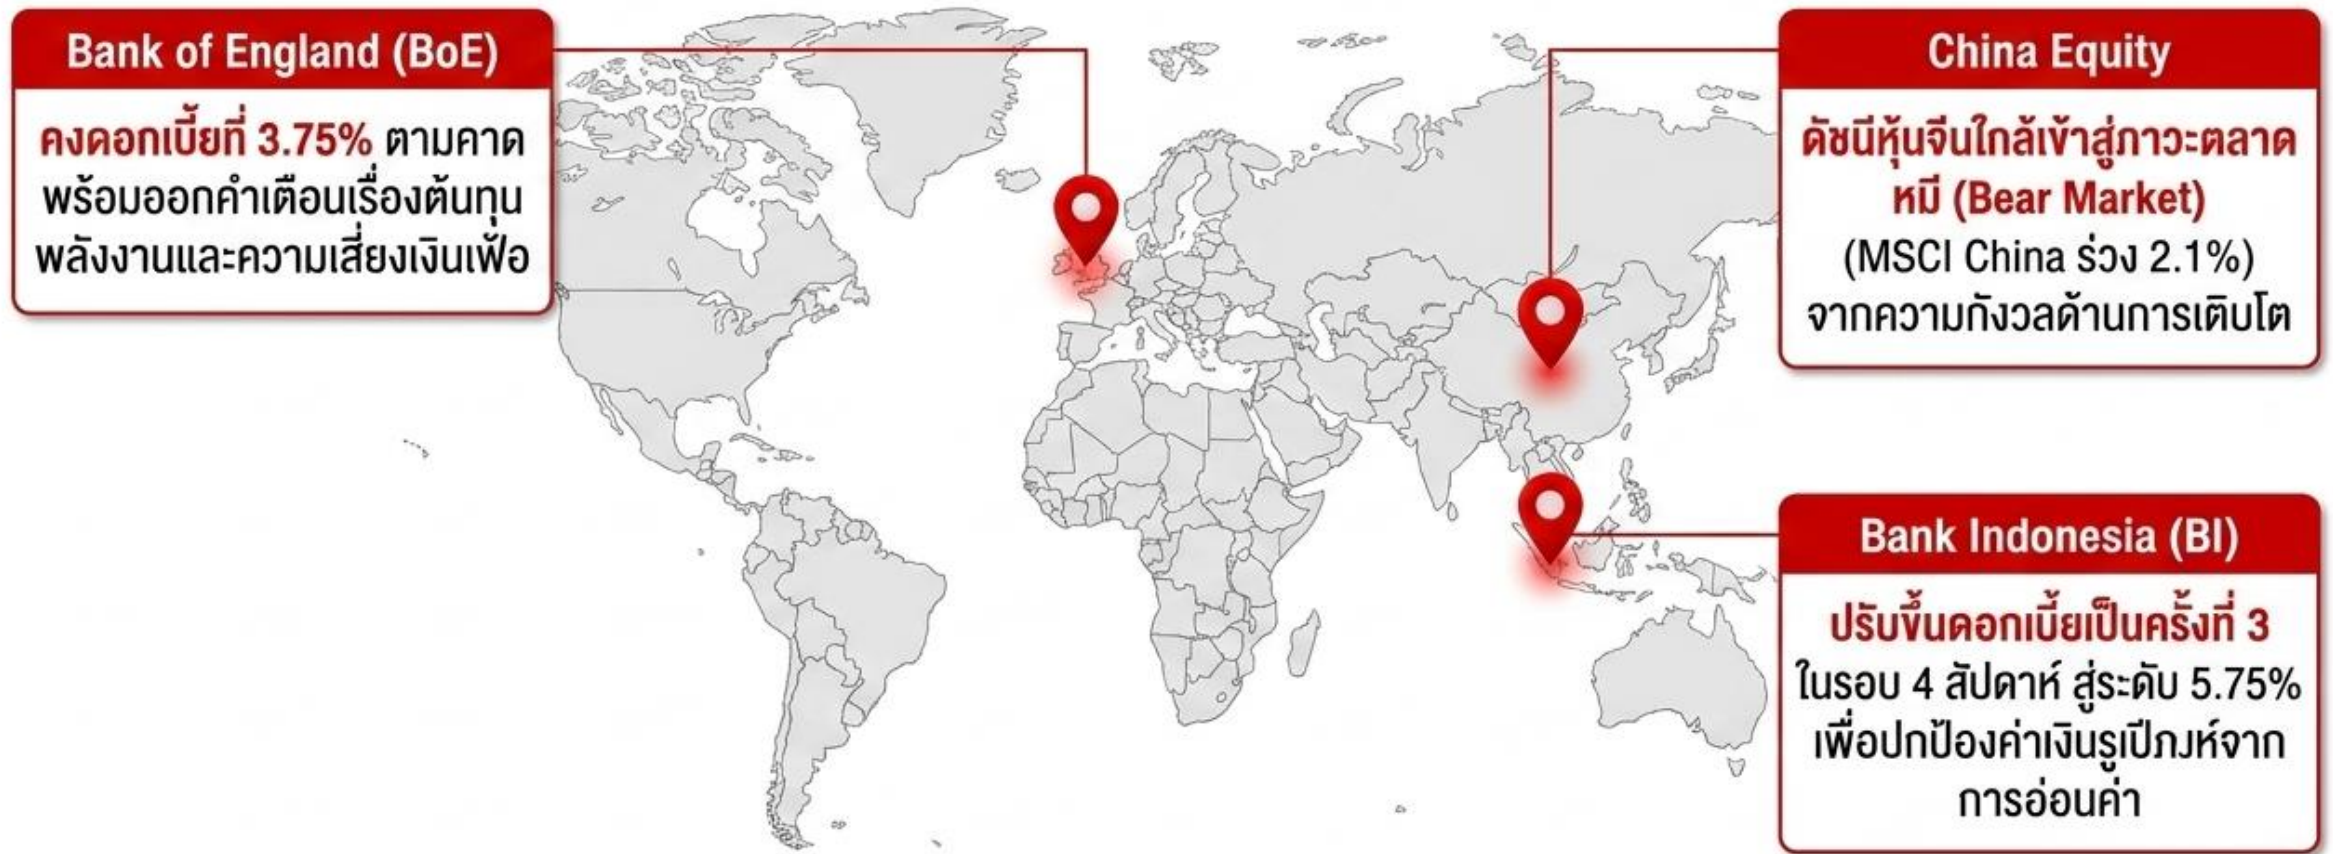 Bank of England (BoE)
คงดอกเบี้ยที่ 3.75% ตามคาด
พร้อมออกคำเตือนเรื่องต้นทุน
พลังงานและความเสี่ยงเงินเฟ้อ
China Equity
ดัชนีหุ้นจีนใกล้เข้าสู่ภาวะตลาด
หมี (Bear Market)
(MSCI China ร่วง 2.1%)
จากความกังวลด้านการเติบโต
Bank Indonesia (BI)
ปรับขึ้นดอกเบี้ยเป็นครั้งที่ 3
ในรอบ 4 สัปดาห์ สู่ระดับ 5.75%
เพื่อปกป้องค่าเงินจาก
การอ่อนค่า